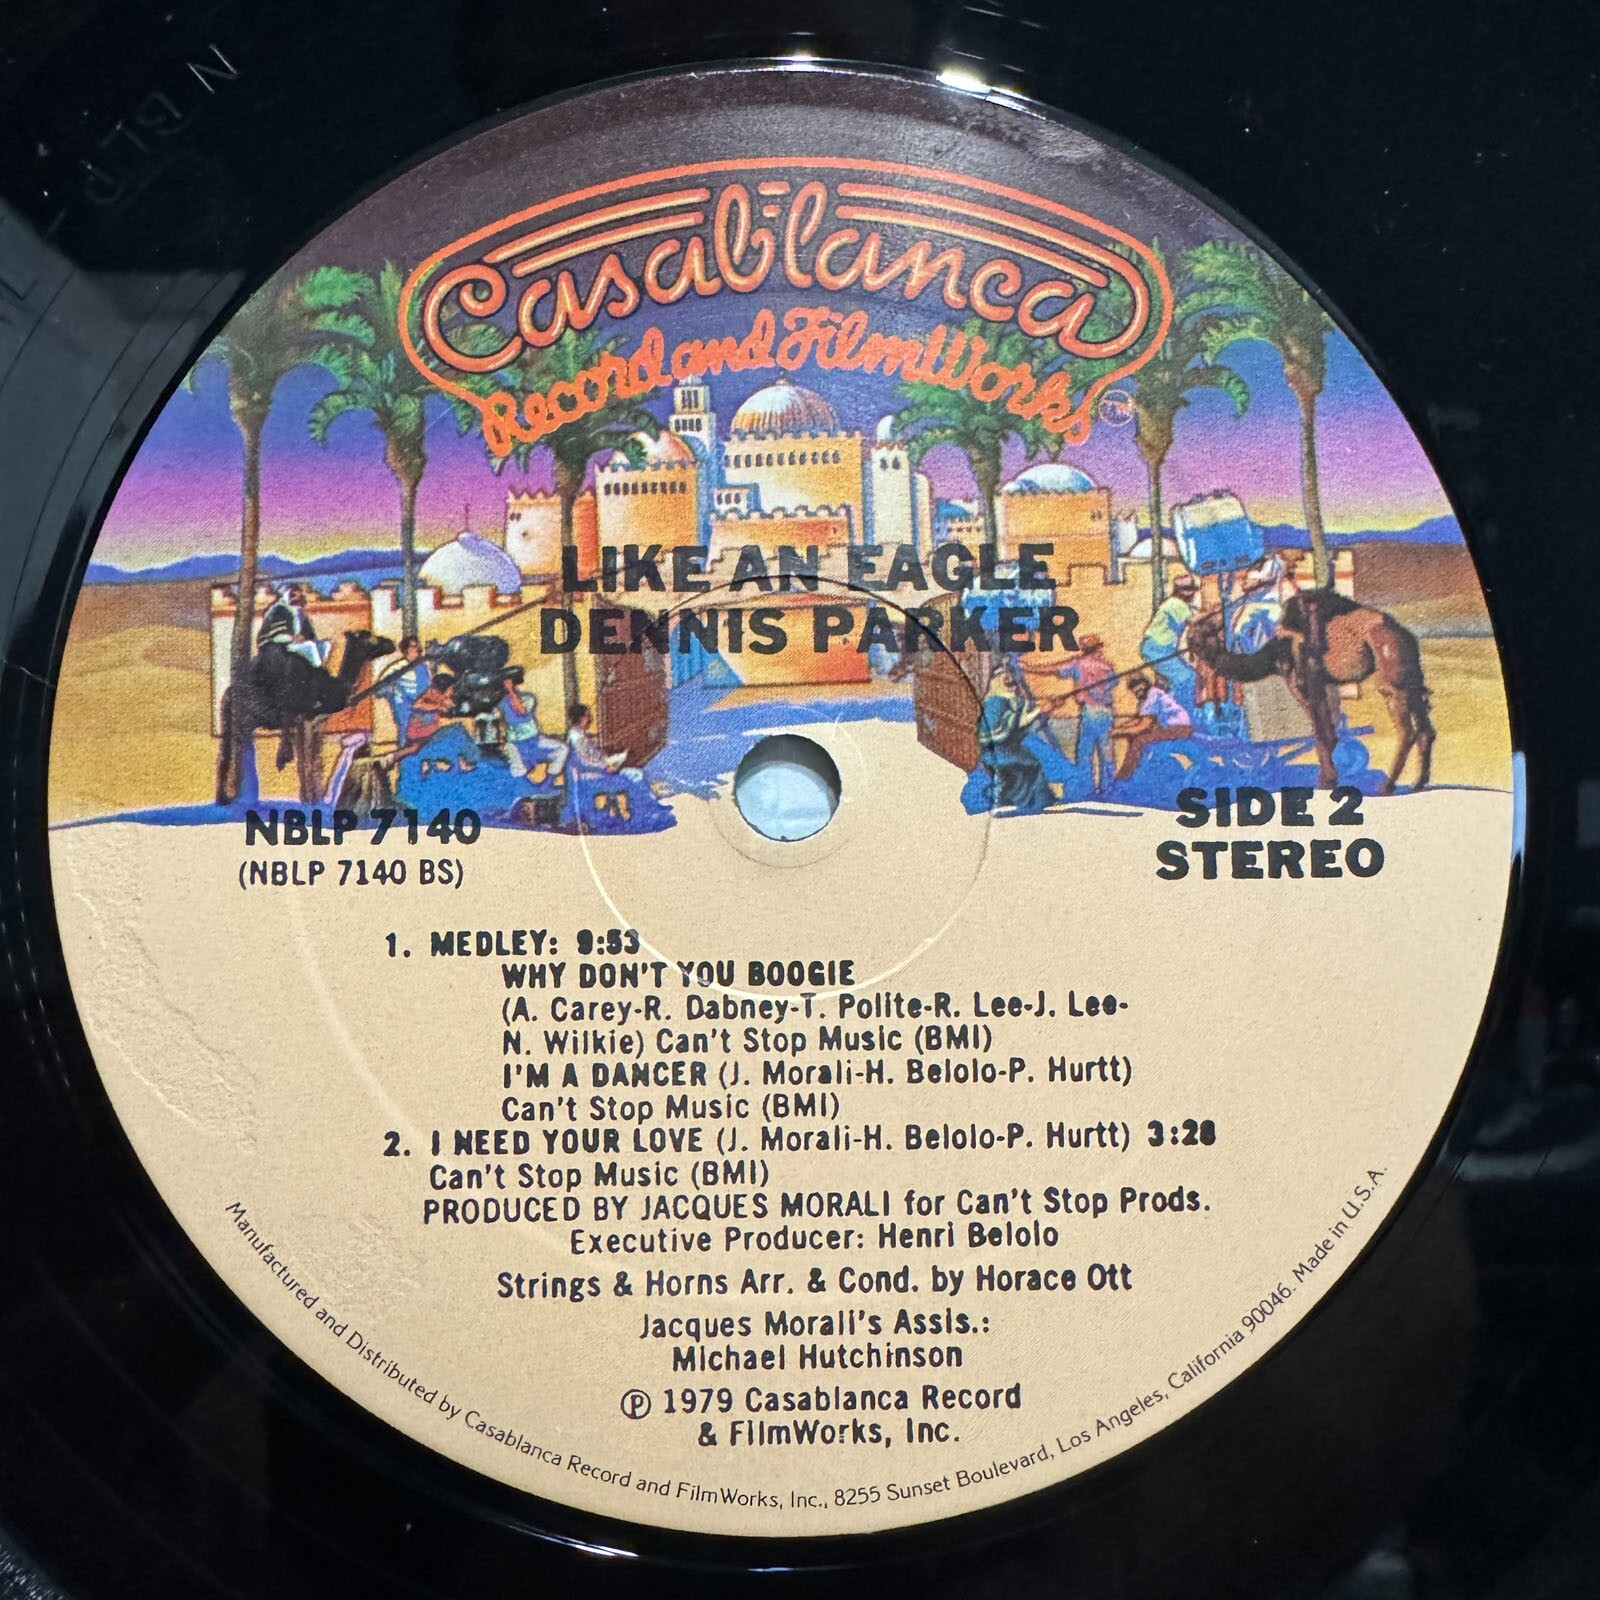 N BLP
Casablanca
Record and FilmWorks
LIKE AN EAGLE
DENNIS PARKER
NBLP 7140
(NBLP 7140 BS)
SIDE 2
STEREO
1. MEDLEY: 9:53
WHY DON'T YOU BOOGIE
(A. Carey-R. Dabney-T. Polite-R. Lee-J. Lee-
N. Wilkie) Can't Stop Music (BMI)
I'M A DANCER (J. Morali-H. Belolo-P. Hurtt)
Can't Stop Music (BMI)
2. I NEED YOUR LOVE (J. Morali-H. Belolo-P. Hurtt) 3:28
Can't Stop Music (BMI)
PRODUCED BY JACQUES MORALI for Can't Stop Prods.
Executive Producer: Henri Belolo
Strings & Horns Arr. & Cond. by Horace Ott
Jacques Morali's Assis.:
Michael Hutchinson
℗ 1979 Casablanca Record
& FilmWorks, Inc.
Manufactured and Distributed by Casablanca Record and FilmWorks, Inc., 8255 Sunset Boulevard, Los Angeles, California 90046. Made in U.S.A.